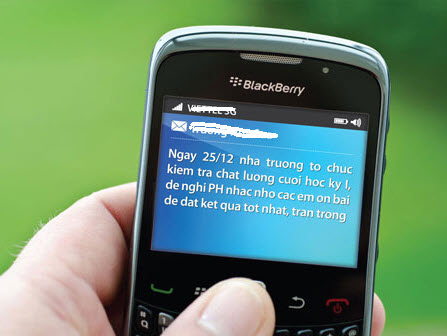 BlackBerry
Ngay 25/12 nha truong to chuc
kiem tra chat luong cuoi hoc ky I,
de nghi PH nhac nho cac em on bai
de dat ket qua tot nhat, tran trong